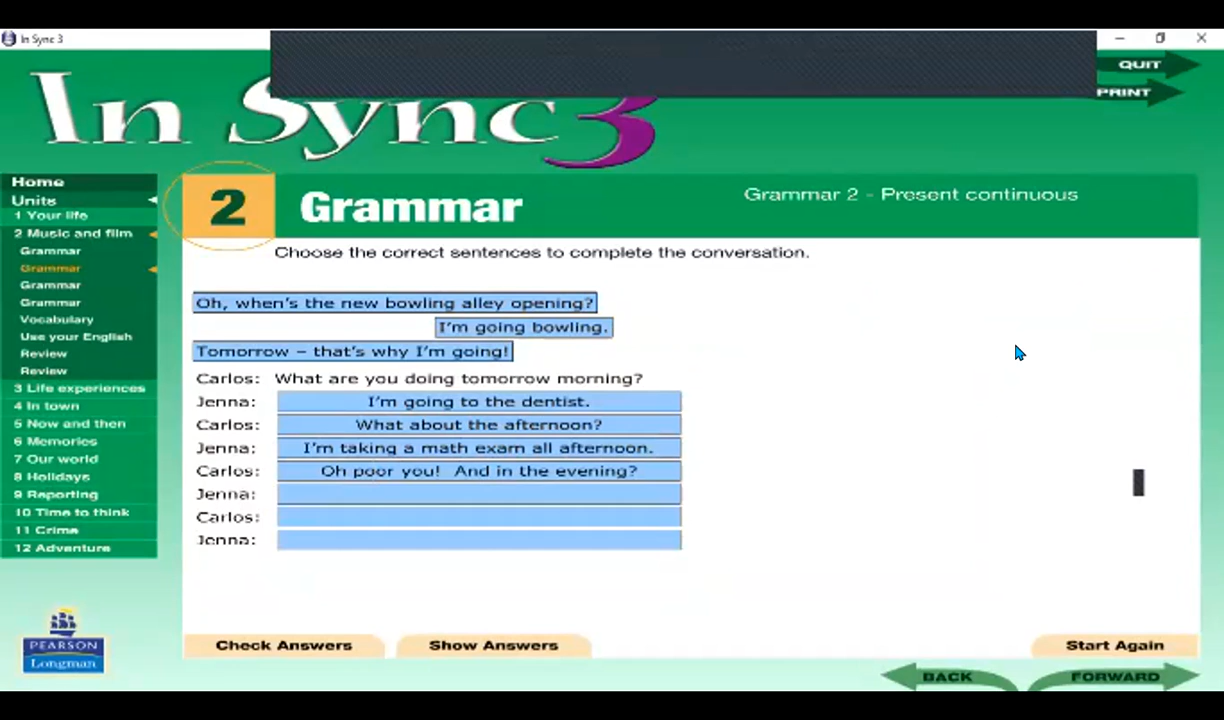 In Sync 3
QUIT
PRINT
In Sync 3
Home
Units
1 Your life
2 Music and film
Grammar
Grammar
Grammar
Grammar
Vocabulary
Use your English
Review
Review
3 Life experiences
4 In town
5 Now and then
6 Memories
7 Our world
8 Holidays
9 Reporting
10 Time to think
11 Crime
12 Adventure
PEARSON
Longman
2
Grammar
Grammar 2 - Present continuous
Choose the correct sentences to complete the conversation.
Oh, when's the new bowling alley opening?
I'm going bowling.
Tomorrow – that's why I'm going!
Carlos: What are you doing tomorrow morning?
Jenna: I'm going to the dentist.
Carlos: What about the afternoon?
Jenna: I'm taking a math exam all afternoon.
Carlos: Oh poor you! And in the evening?
Jenna:
Carlos:
Jenna:
Check Answers
Show Answers
Start Again
BACK
FORWARD